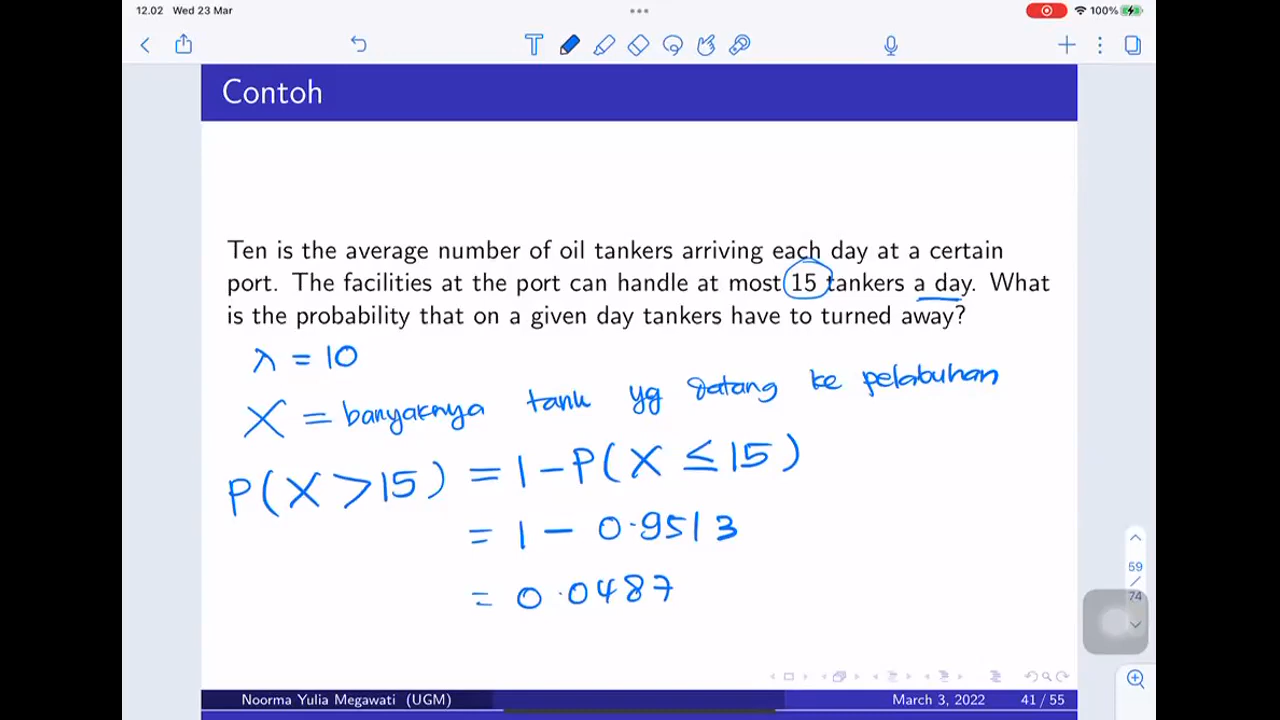 12.02 Wed 23 Mar
100%
Contoh
Ten is the average number of oil tankers arriving each day at a certain
port. The facilities at the port can handle at most 15 tankers a day. What
is the probability that on a given day tankers have to turned away?
λ = 10
X = banyaknya tank yg datang ke pelabuhan
P(X > 15) = 1 - P(X ≤ 15)
= 1 - 0.9513
= 0.0487
59
/
74
Noorma Yulia Megawati (UGM)
March 3, 2022
41 / 55